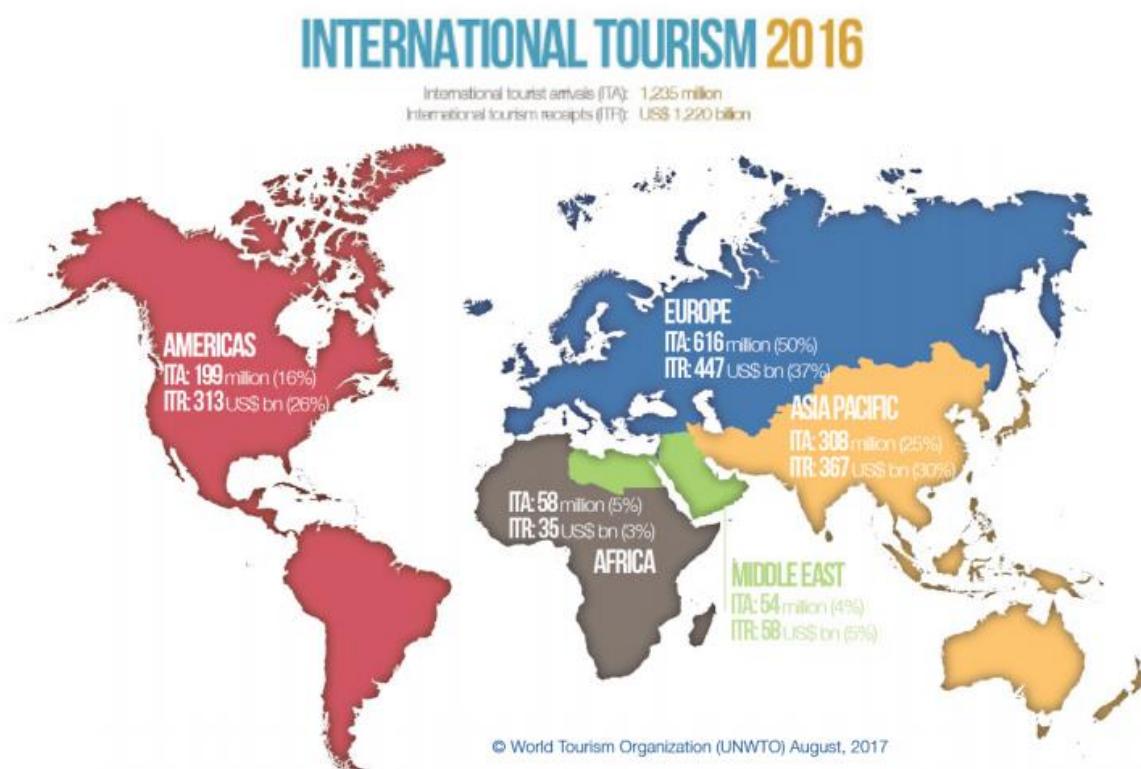 INTERNATIONAL TOURISM 2016
International tourist arrivals (ITA): 1,235 million
International tourism receipts (ITR): US$ 1,220 billion
AMERICAS
ITA: 199 million (16%)
ITR: 313 US$ bn (26%)
EUROPE
ITA: 616 million (50%)
ITR: 447 US$ bn (37%)
ASIA PACIFIC
ITA: 308 million (25%)
ITR: 367 US$ bn (30%)
ITA: 58 million (5%)
ITR: 35 US$ bn (3%)
AFRICA
MIDDLE EAST
ITA: 54 million (4%)
ITR: 58 US$ bn (5%)
© World Tourism Organization (UNWTO) August, 2017